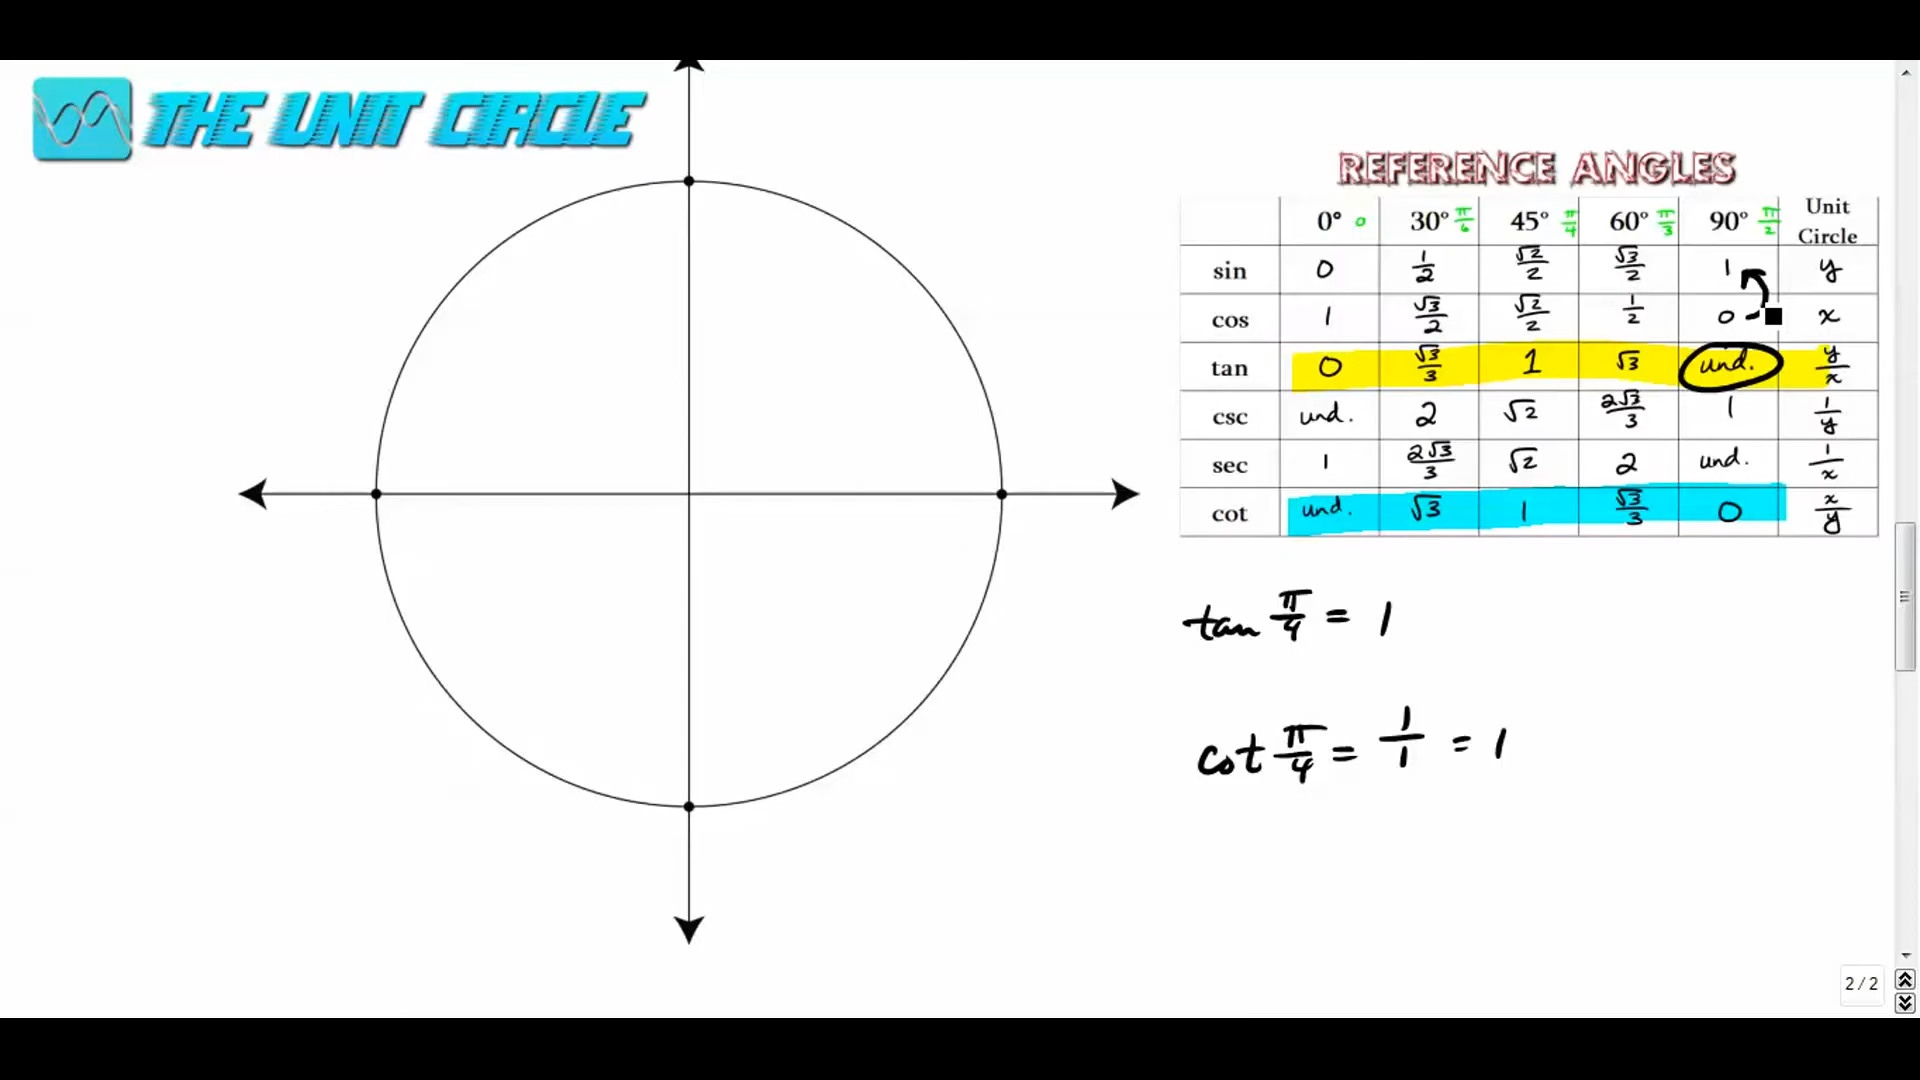 THE UNIT CIRCLE
REFERENCE ANGLES
0° 0 30° π/6 45° π/4 60° π/3 90° π/2 Unit Circle
sin 0 1/2 √2/2 √3/2 1 y
cos 1 √3/2 √2/2 1/2 0 x
tan 0 √3/3 1 √3 und. y/x
csc und. 2 √2 2√3/3 1 1/y
sec 1 2√3/3 √2 2 und. 1/x
cot und. √3 1 √3/3 0 x/y
tan π/4 = 1
cot π/4 = 1/1 = 1
2 / 2